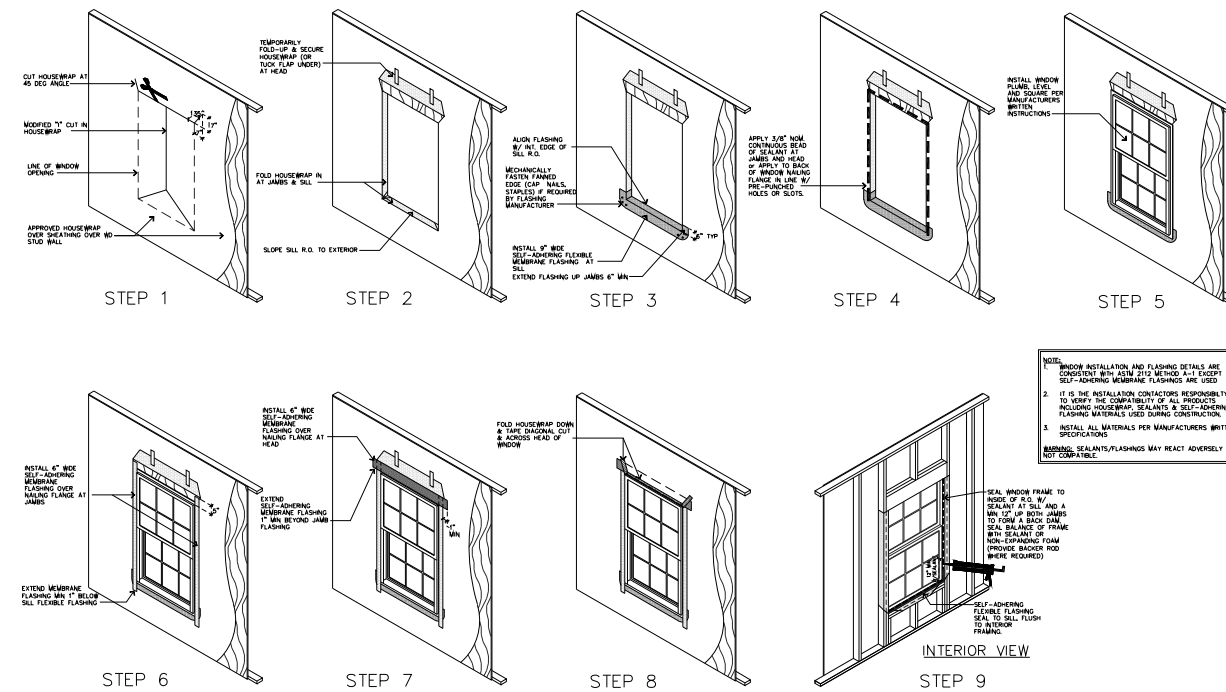 CUT HOUSEWRAP AT
45 DEG ANGLE
MODIFIED "I" CUT IN
HOUSEWRAP
LINE OF WINDOW
OPENING
APPROVED HOUSEWRAP
OVER SHEATHING OVER WD
STUD WALL
STEP 1
TEMPORARILY
FOLD-UP & SECURE
HOUSEWRAP (OR
TUCK FLAP UNDER)
AT HEAD
FOLD HOUSEWRAP IN
AT JAMBS & SILL
SLOPE SILL R.O. TO EXTERIOR
STEP 2
ALIGN FLASHING
W/ INT. EDGE OF
SILL R.O.
MECHANICALLY
FASTEN FANNED
EDGE (CAP NAILS,
STAPLES) IF REQUIRED
BY FLASHING
MANUFACTURER
6" TYP
INSTALL 9" WIDE
SELF-ADHERING FLEXIBLE
MEMBRANE FLASHING AT
SILL
EXTEND FLASHING UP JAMBS 6" MIN
STEP 3
APPLY 3/8" NOM.
CONTINUOUS BEAD
OF SEALANT AT
JAMBS AND HEAD
or APPLY TO BACK
OF WINDOW NAILING
FLANGE IN LINE W/
PRE-PUNCHED
HOLES OR SLOTS.
STEP 4
INSTALL WINDOW
PLUMB, LEVEL
AND SQUARE PER
MANUFACTURERS
WRITTEN
INSTRUCTIONS
STEP 5
NOTE:
1. WINDOW INSTALLATION AND FLASHING DETAILS ARE
CONSISTENT WITH ASTM 2112 METHOD A-1 EXCEPT
SELF-ADHERING MEMBRANE FLASHINGS ARE USED
2. IT IS THE INSTALLATION CONTACTORS RESPONSIBILTY
TO VERIFY THE COMPATIBILITY OF ALL PRODUCTS
INCLUDING HOUSEWRAP, SEALANTS & SELF-ADHERIN
FLASHING MATERIALS USED DURING CONSTRUCTION.
3. INSTALL ALL MATERIALS PER MANUFACTURERS WRITT
SPECIFICATIONS
WARNING: SEALANTS/FLASHINGS MAY REACT ADVERSELY
NOT COMPATIBLE.
INSTALL 6" WIDE
SELF-ADHERING
MEMBRANE
FLASHING OVER
NAILING FLANGE AT
JAMBS
EXTEND MEMBRANE
FLASHING MIN 1" BELOW
SILL FLEXIBLE FLASHING
STEP 6
INSTALL 6" WIDE
SELF-ADHERING
MEMBRANE
FLASHING OVER
NAILING FLANGE AT
HEAD
EXTEND
SELF-ADHERING
MEMBRANE FLASHING
1" MIN BEYOND JAMB
FLASHING
1"
MIN
STEP 7
FOLD HOUSEWRAP DOWN
& TAPE DIAGONAL CUT
& ACROSS HEAD OF
WINDOW
STEP 8
SEAL WINDOW FRAME TO
INSIDE OF R.O. W/
SEALANT AT SILL AND A
MIN 12" UP BOTH JAMBS
TO FORM A BACK DAM,
SEAL BALANCE OF FRAME
WITH SEALANT OR
NON-EXPANDING FOAM
(PROVIDE BACKER ROD
WHERE REQUIRED)
SELF-ADHERING
FLEXIBLE FLASHING
SEAL TO SILL, FLUSH
TO INTERIOR
FRAMING.
INTERIOR VIEW
STEP 9